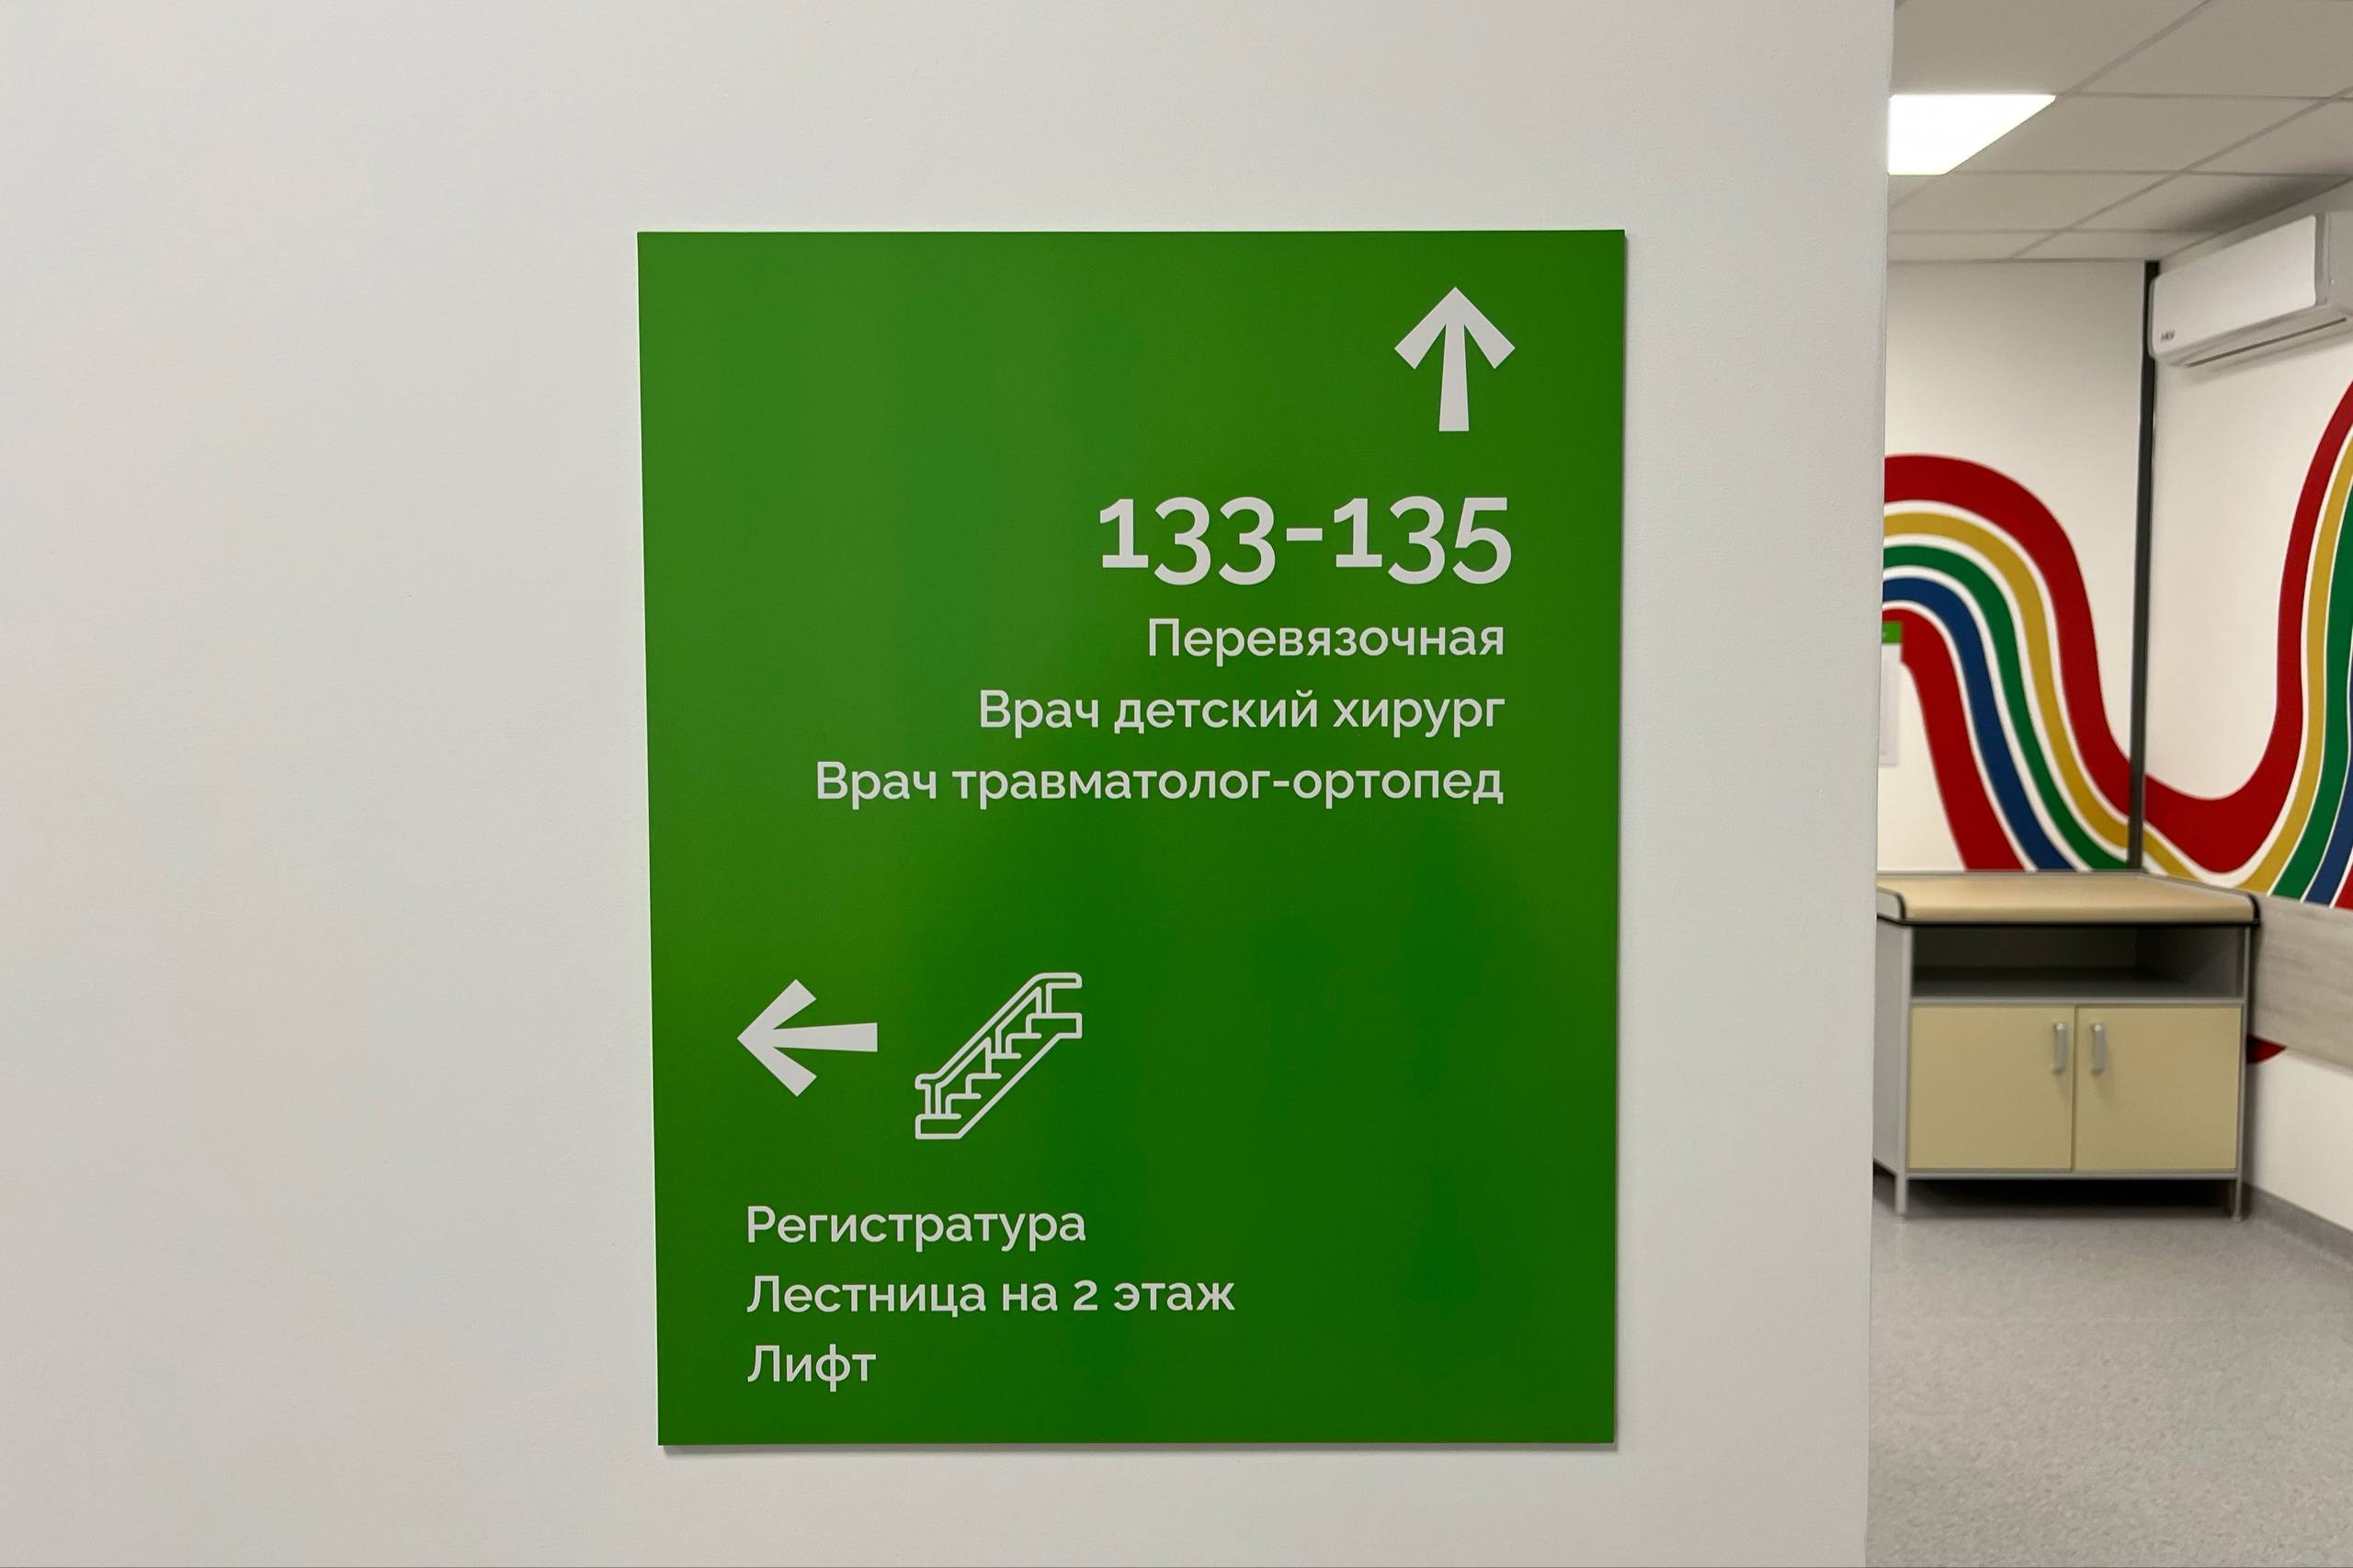 133-135
Перевязочная
Врач детский хирург
Врач травматолог-ортопед
Регистратура
Лестница на 2 этаж
Лифт